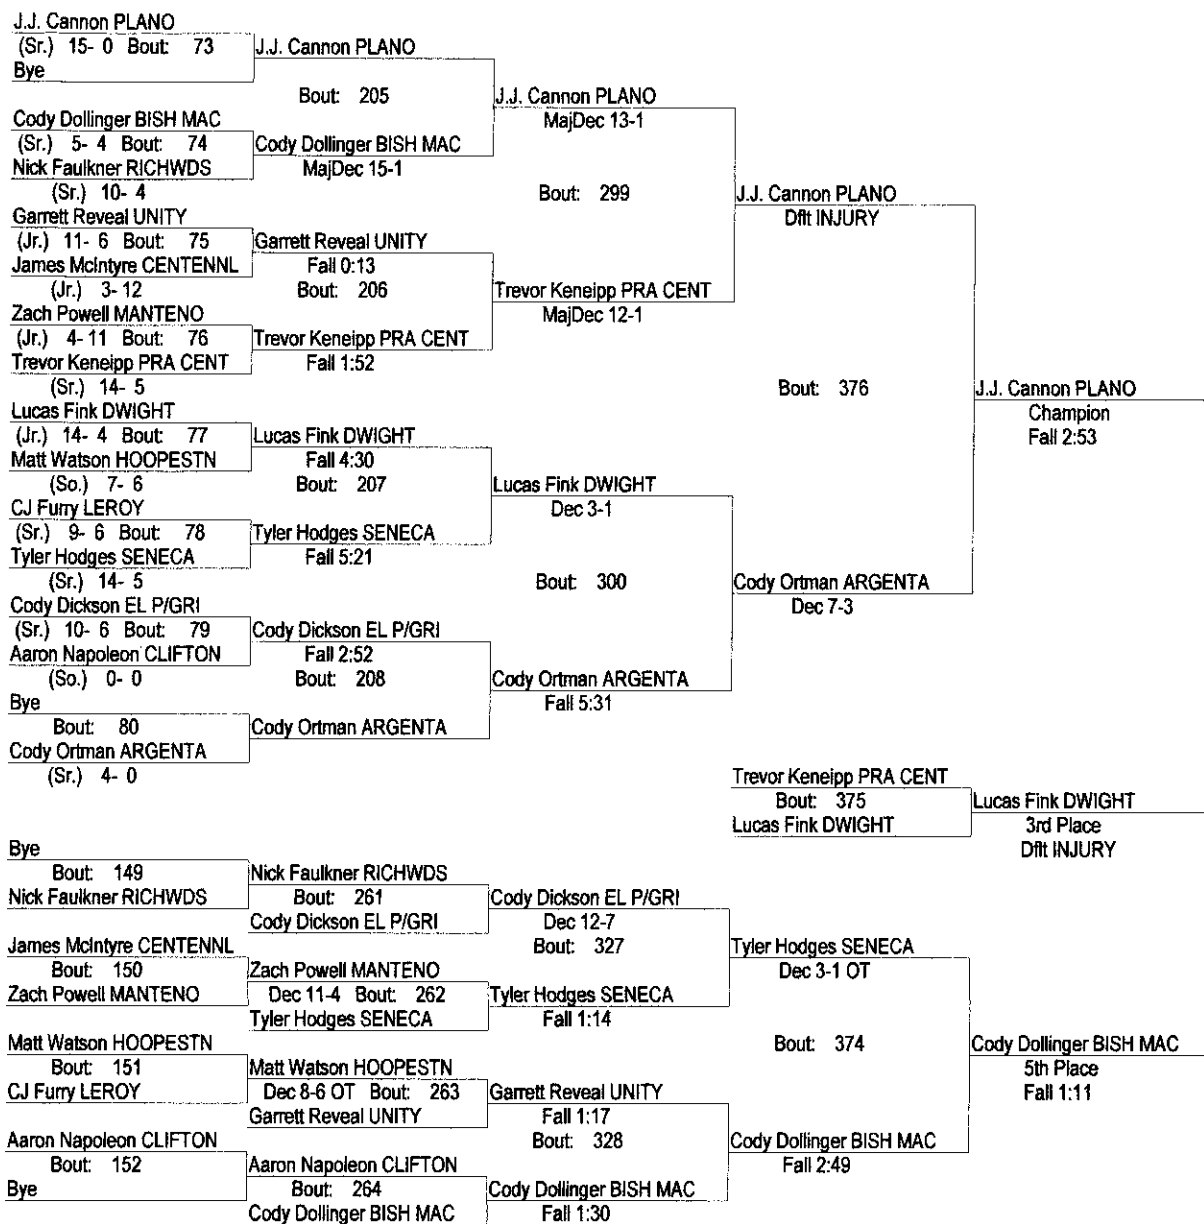 J.J. Cannon PLANO
(Sr.) 15- 0 Bout: 73
Bye
J.J. Cannon PLANO
Bout: 205
Cody Dollinger BISH MAC
(Sr.) 5- 4 Bout: 74
Nick Faulkner RICHWDS
(Sr.) 10- 4
Cody Dollinger BISH MAC
MajDec 15-1
J.J. Cannon PLANO
MajDec 13-1
Bout: 299
Garrett Reveal UNITY
(Jr.) 11- 6 Bout: 75
James McIntyre CENTENNL
(Jr.) 3- 12
Garrett Reveal UNITY
Fall 0:13
Bout: 206
Zach Powell MANTENO
(Jr.) 4- 11 Bout: 76
Trevor Keneipp PRA CENT
(Sr.) 14- 5
Trevor Keneipp PRA CENT
Fall 1:52
Trevor Keneipp PRA CENT
MajDec 12-1
J.J. Cannon PLANO
Dflt INJURY
Bout: 376
Lucas Fink DWIGHT
(Jr.) 14- 4 Bout: 77
Matt Watson HOOPESTN
(So.) 7- 6
Lucas Fink DWIGHT
Fall 4:30
Bout: 207
CJ Furry LEROY
(Sr.) 9- 6 Bout: 78
Tyler Hodges SENECA
(Sr.) 14- 5
Tyler Hodges SENECA
Fall 5:21
Lucas Fink DWIGHT
Dec 3-1
Bout: 300
Cody Dickson EL P/GRI
(Sr.) 10- 6 Bout: 79
Aaron Napoleon CLIFTON
(So.) 0- 0
Cody Dickson EL P/GRI
Fall 2:52
Bout: 208
Bye
Bout: 80
Cody Ortman ARGENTA
(Sr.) 4- 0
Cody Ortman ARGENTA
Cody Ortman ARGENTA
Fall 5:31
Cody Ortman ARGENTA
Dec 7-3
J.J. Cannon PLANO
Champion
Fall 2:53
Trevor Keneipp PRA CENT
Bout: 375
Lucas Fink DWIGHT
Lucas Fink DWIGHT
3rd Place
Dflt INJURY
Bye
Bout: 149
Nick Faulkner RICHWDS
Nick Faulkner RICHWDS
Bout: 261
Cody Dickson EL P/GRI
Cody Dickson EL P/GRI
Dec 12-7
Bout: 327
James McIntyre CENTENNL
Bout: 150
Zach Powell MANTENO
Zach Powell MANTENO
Dec 11-4 Bout: 262
Tyler Hodges SENECA
Tyler Hodges SENECA
Fall 1:14
Tyler Hodges SENECA
Dec 3-1 OT
Bout: 374
Matt Watson HOOPESTN
Bout: 151
CJ Furry LEROY
Matt Watson HOOPESTN
Dec 8-6 OT Bout: 263
Garrett Reveal UNITY
Garrett Reveal UNITY
Fall 1:17
Bout: 328
Aaron Napoleon CLIFTON
Bout: 152
Bye
Aaron Napoleon CLIFTON
Bout: 264
Cody Dollinger BISH MAC
Cody Dollinger BISH MAC
Fall 1:30
Cody Dollinger BISH MAC
Fall 2:49
Cody Dollinger BISH MAC
5th Place
Fall 1:11